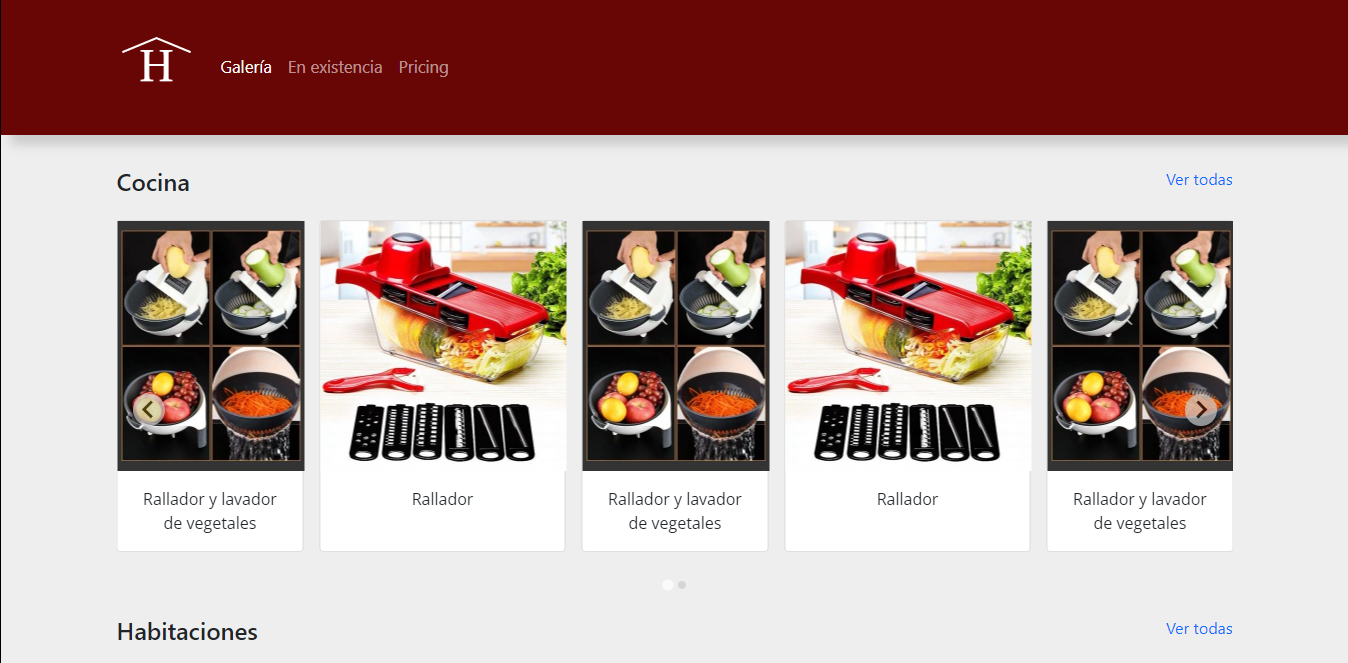 H
Galería En existencia Pricing
Cocina Ver todas
Rallador y lavador
de vegetales
Rallador
Rallador y lavador
de vegetales
Rallador
Rallador y lavador
de vegetales
Habitaciones Ver todas